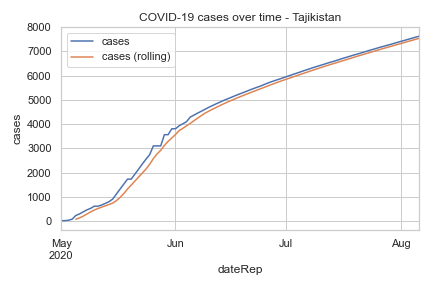 COVID-19 cases over time - Tajikistan
cases
cases (rolling)
8000
7000
6000
5000
4000
3000
2000
1000
0
cases
May
2020
Jun
Jul
Aug
dateRep